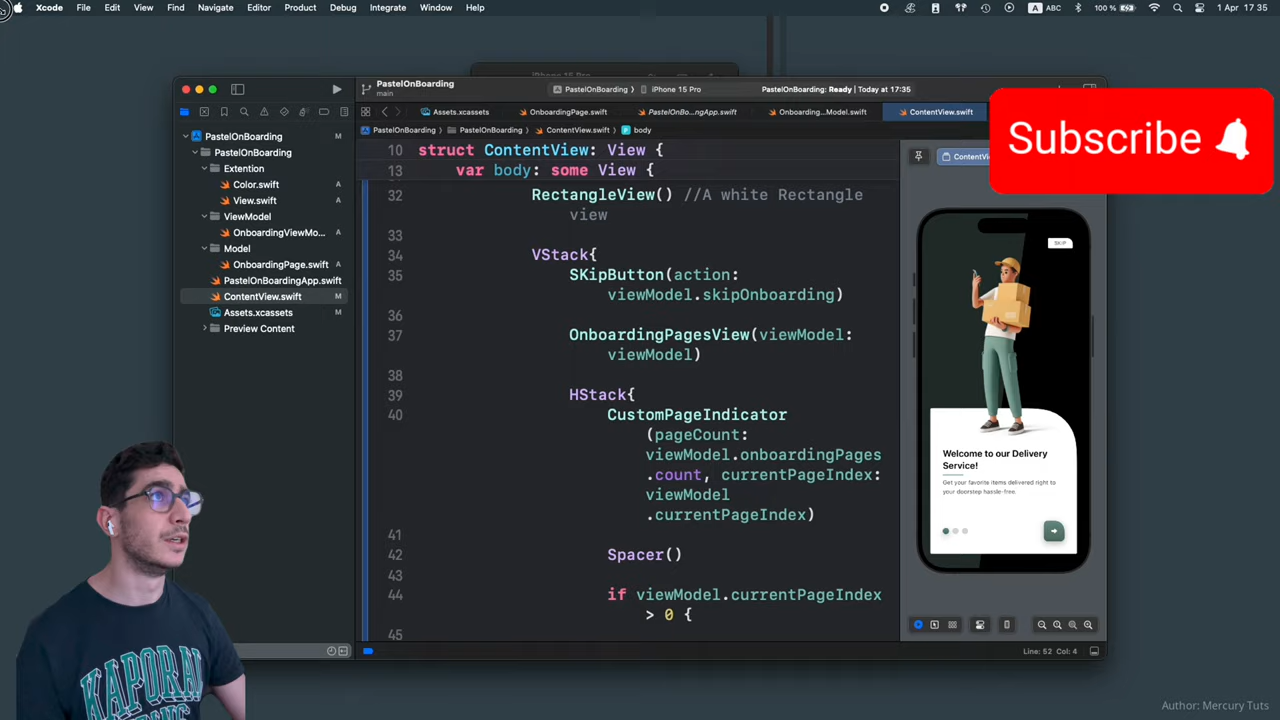 Xcode File Edit View Find Navigate Editor Product Debug Integrate Window Help
A ABC 100 % 1 Apr 17:35
iPhone 15 Pro
PastelOnBoarding
main
PastelOnBoarding iPhone 15 Pro
PastelOnBoarding: Ready | Today at 17:35
Assets.xcassets OnboardingPage.swift PastelOnBo...ngApp.swift Onboarding...Model.swift ContentView.swift
PastelOnBoarding PastelOnBoarding ContentView.swift body
PastelOnBoarding M
PastelOnBoarding
Extention
Color.swift A
View.swift A
ViewModel
OnboardingViewMo... A
Model
OnboardingPage.swift A
PastelOnBoardingApp.swift M
ContentView.swift M
Assets.xcassets M
Preview Content
10 struct ContentView: View {
13 var body: some View {
32 RectangleView() //A white Rectangle
view
33
34 VStack{
35 SKipButton(action:
viewModel.skipOnboarding)
36
37 OnboardingPagesView(viewModel:
viewModel)
38
39 HStack{
40 CustomPageIndicator
(pageCount:
viewModel.onboardingPages
.count, currentPageIndex:
viewModel
.currentPageIndex)
41
42 Spacer()
43
44 if viewModel.currentPageIndex
> 0 {
45
Subscribe
SKIP
Welcome to our Delivery
Service!
Get your favorite items delivered right to
your doorstep hassle-free.
Line: 52 Col: 4
KAPORAL
Author: Mercury Tuts